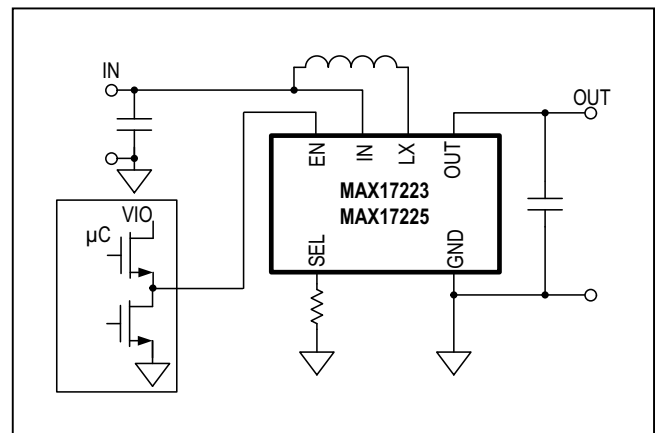 IN
OUT
EN
IN
LX
OUT
MAX17223
MAX17225
SEL
GND
VIO
µC